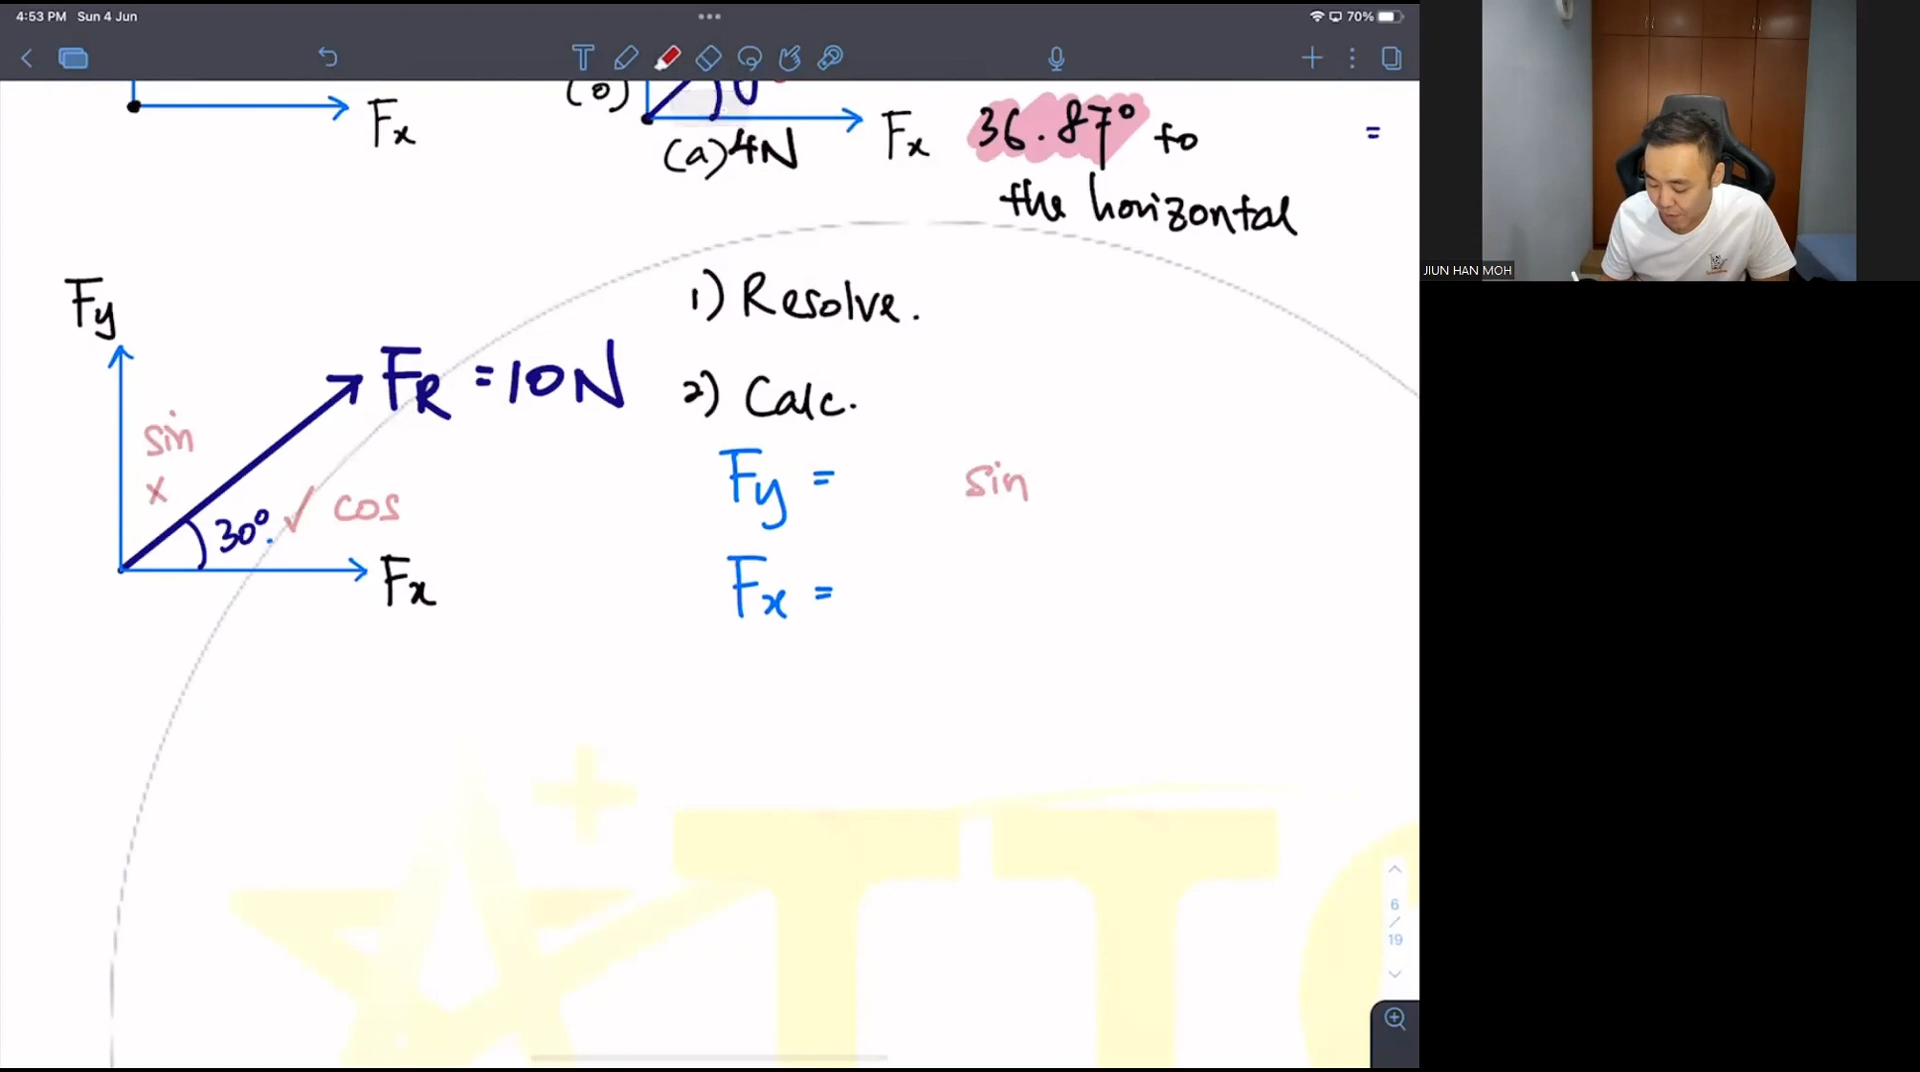 4:53 PM Sun 4 Jun
70%
T
Fx
(o)
(a) 4N
Fx
36.87° to
the horizontal
=
JIUN HAN MOH
Fy
1) Resolve.
FR = 10N
2) Calc.
sin
x
Fy =
sin
30° ✓ cos
Fx
Fx =
6
/
19
+
TTC